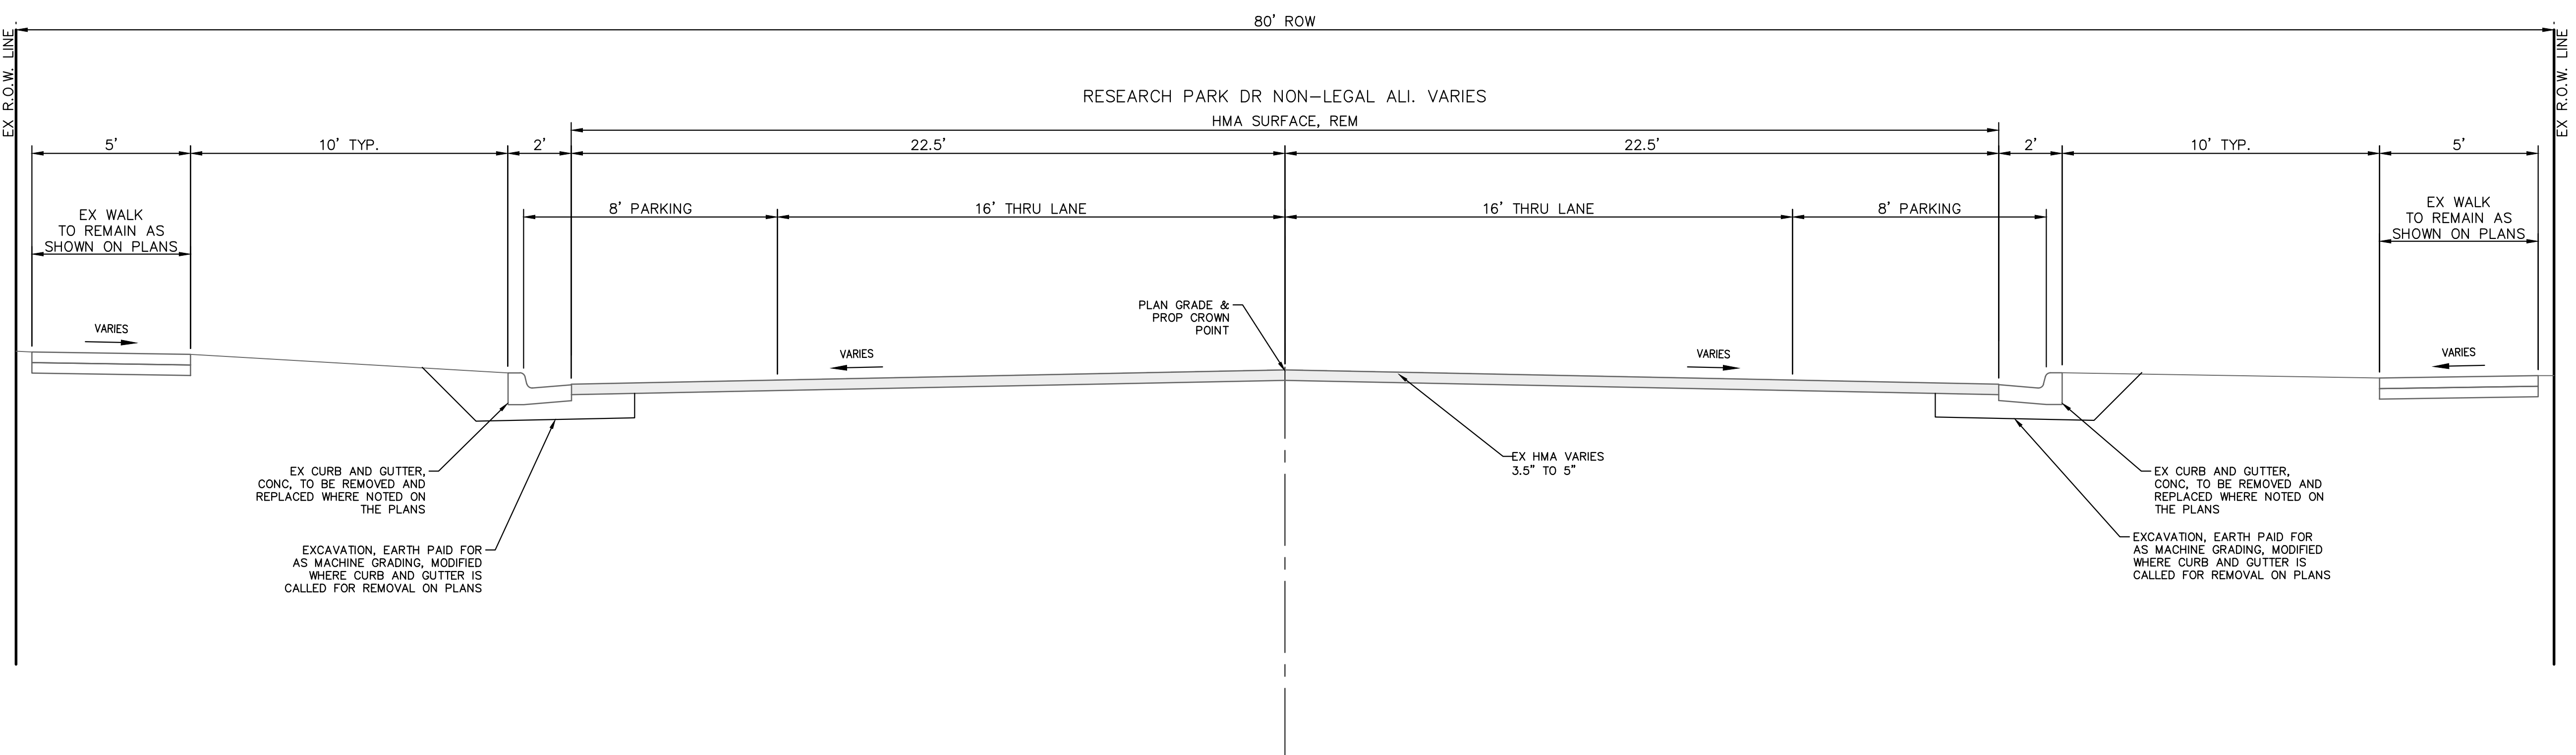 80' ROW
EX R.O.W. LINE
EX R.O.W. LINE
RESEARCH PARK DR NON-LEGAL ALI. VARIES
HMA SURFACE, REM
5'
10' TYP.
2'
22.5'
22.5'
2'
10' TYP.
5'
8' PARKING
16' THRU LANE
16' THRU LANE
8' PARKING
EX WALK
TO REMAIN AS
SHOWN ON PLANS
EX WALK
TO REMAIN AS
SHOWN ON PLANS
VARIES
VARIES
PLAN GRADE &
PROP CROWN
POINT
VARIES
VARIES
EX CURB AND GUTTER,
CONC, TO BE REMOVED AND
REPLACED WHERE NOTED ON
THE PLANS
EX HMA VARIES
3.5" TO 5"
EX CURB AND GUTTER,
CONC, TO BE REMOVED AND
REPLACED WHERE NOTED ON
THE PLANS
EXCAVATION, EARTH PAID FOR
AS MACHINE GRADING, MODIFIED
WHERE CURB AND GUTTER IS
CALLED FOR REMOVAL ON PLANS
EXCAVATION, EARTH PAID FOR
AS MACHINE GRADING, MODIFIED
WHERE CURB AND GUTTER IS
CALLED FOR REMOVAL ON PLANS